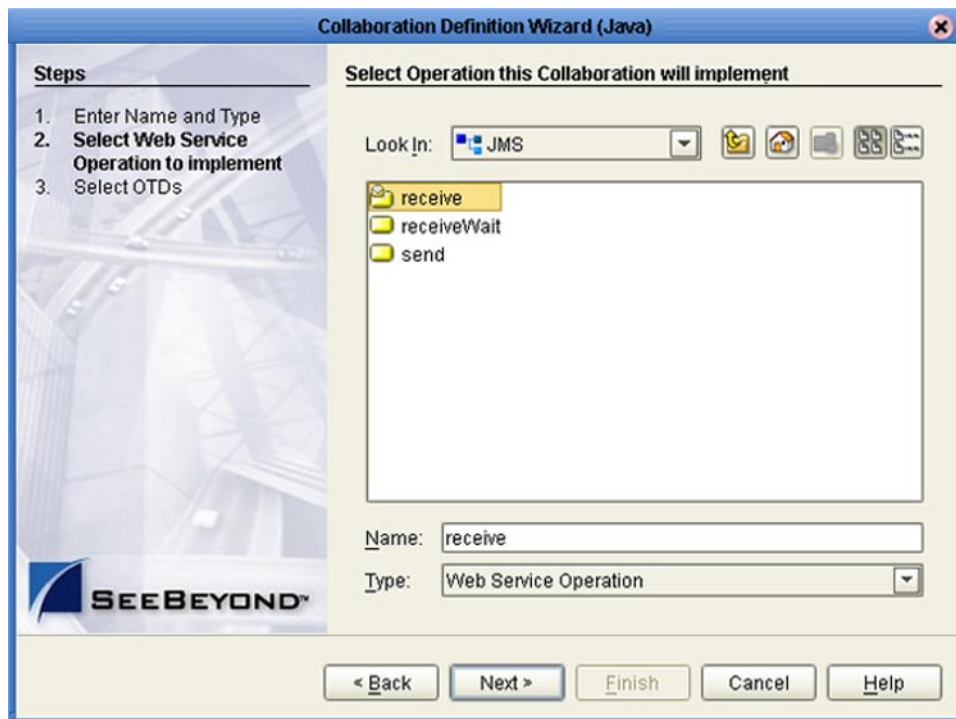 Collaboration Definition Wizard (Java)
Steps
1. Enter Name and Type
2. Select Web Service
Operation to implement
3. Select OTDs
Select Operation this Collaboration will implement
Look In: JMS
receive
receiveWait
send
Name: receive
Type: Web Service Operation
SEEBEYOND™
< Back Next > Finish Cancel Help